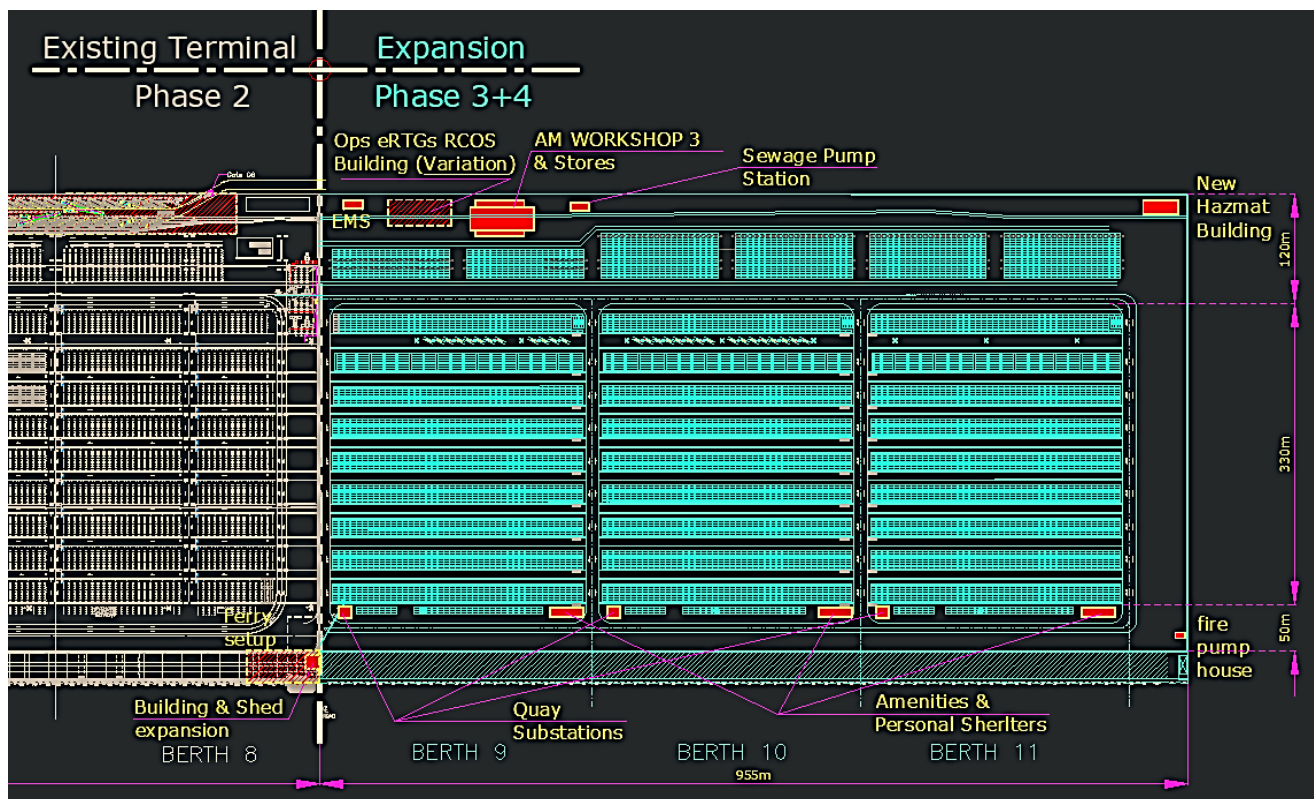 Existing Terminal
Expansion
Phase 2
Phase 3+4
Ops eRTGs RCOS
Building (Variation)
AM WORKSHOP 3
& Stores
Sewage Pump
Station
New
Hazmat
Building
EMS
120m
330m
50m
Ferry
setup
fire
pump
house
Building & Shed
expansion
Quay
Substations
Amenities &
Personal Sherlters
BERTH 8
BERTH 9
BERTH 10
BERTH 11
955m